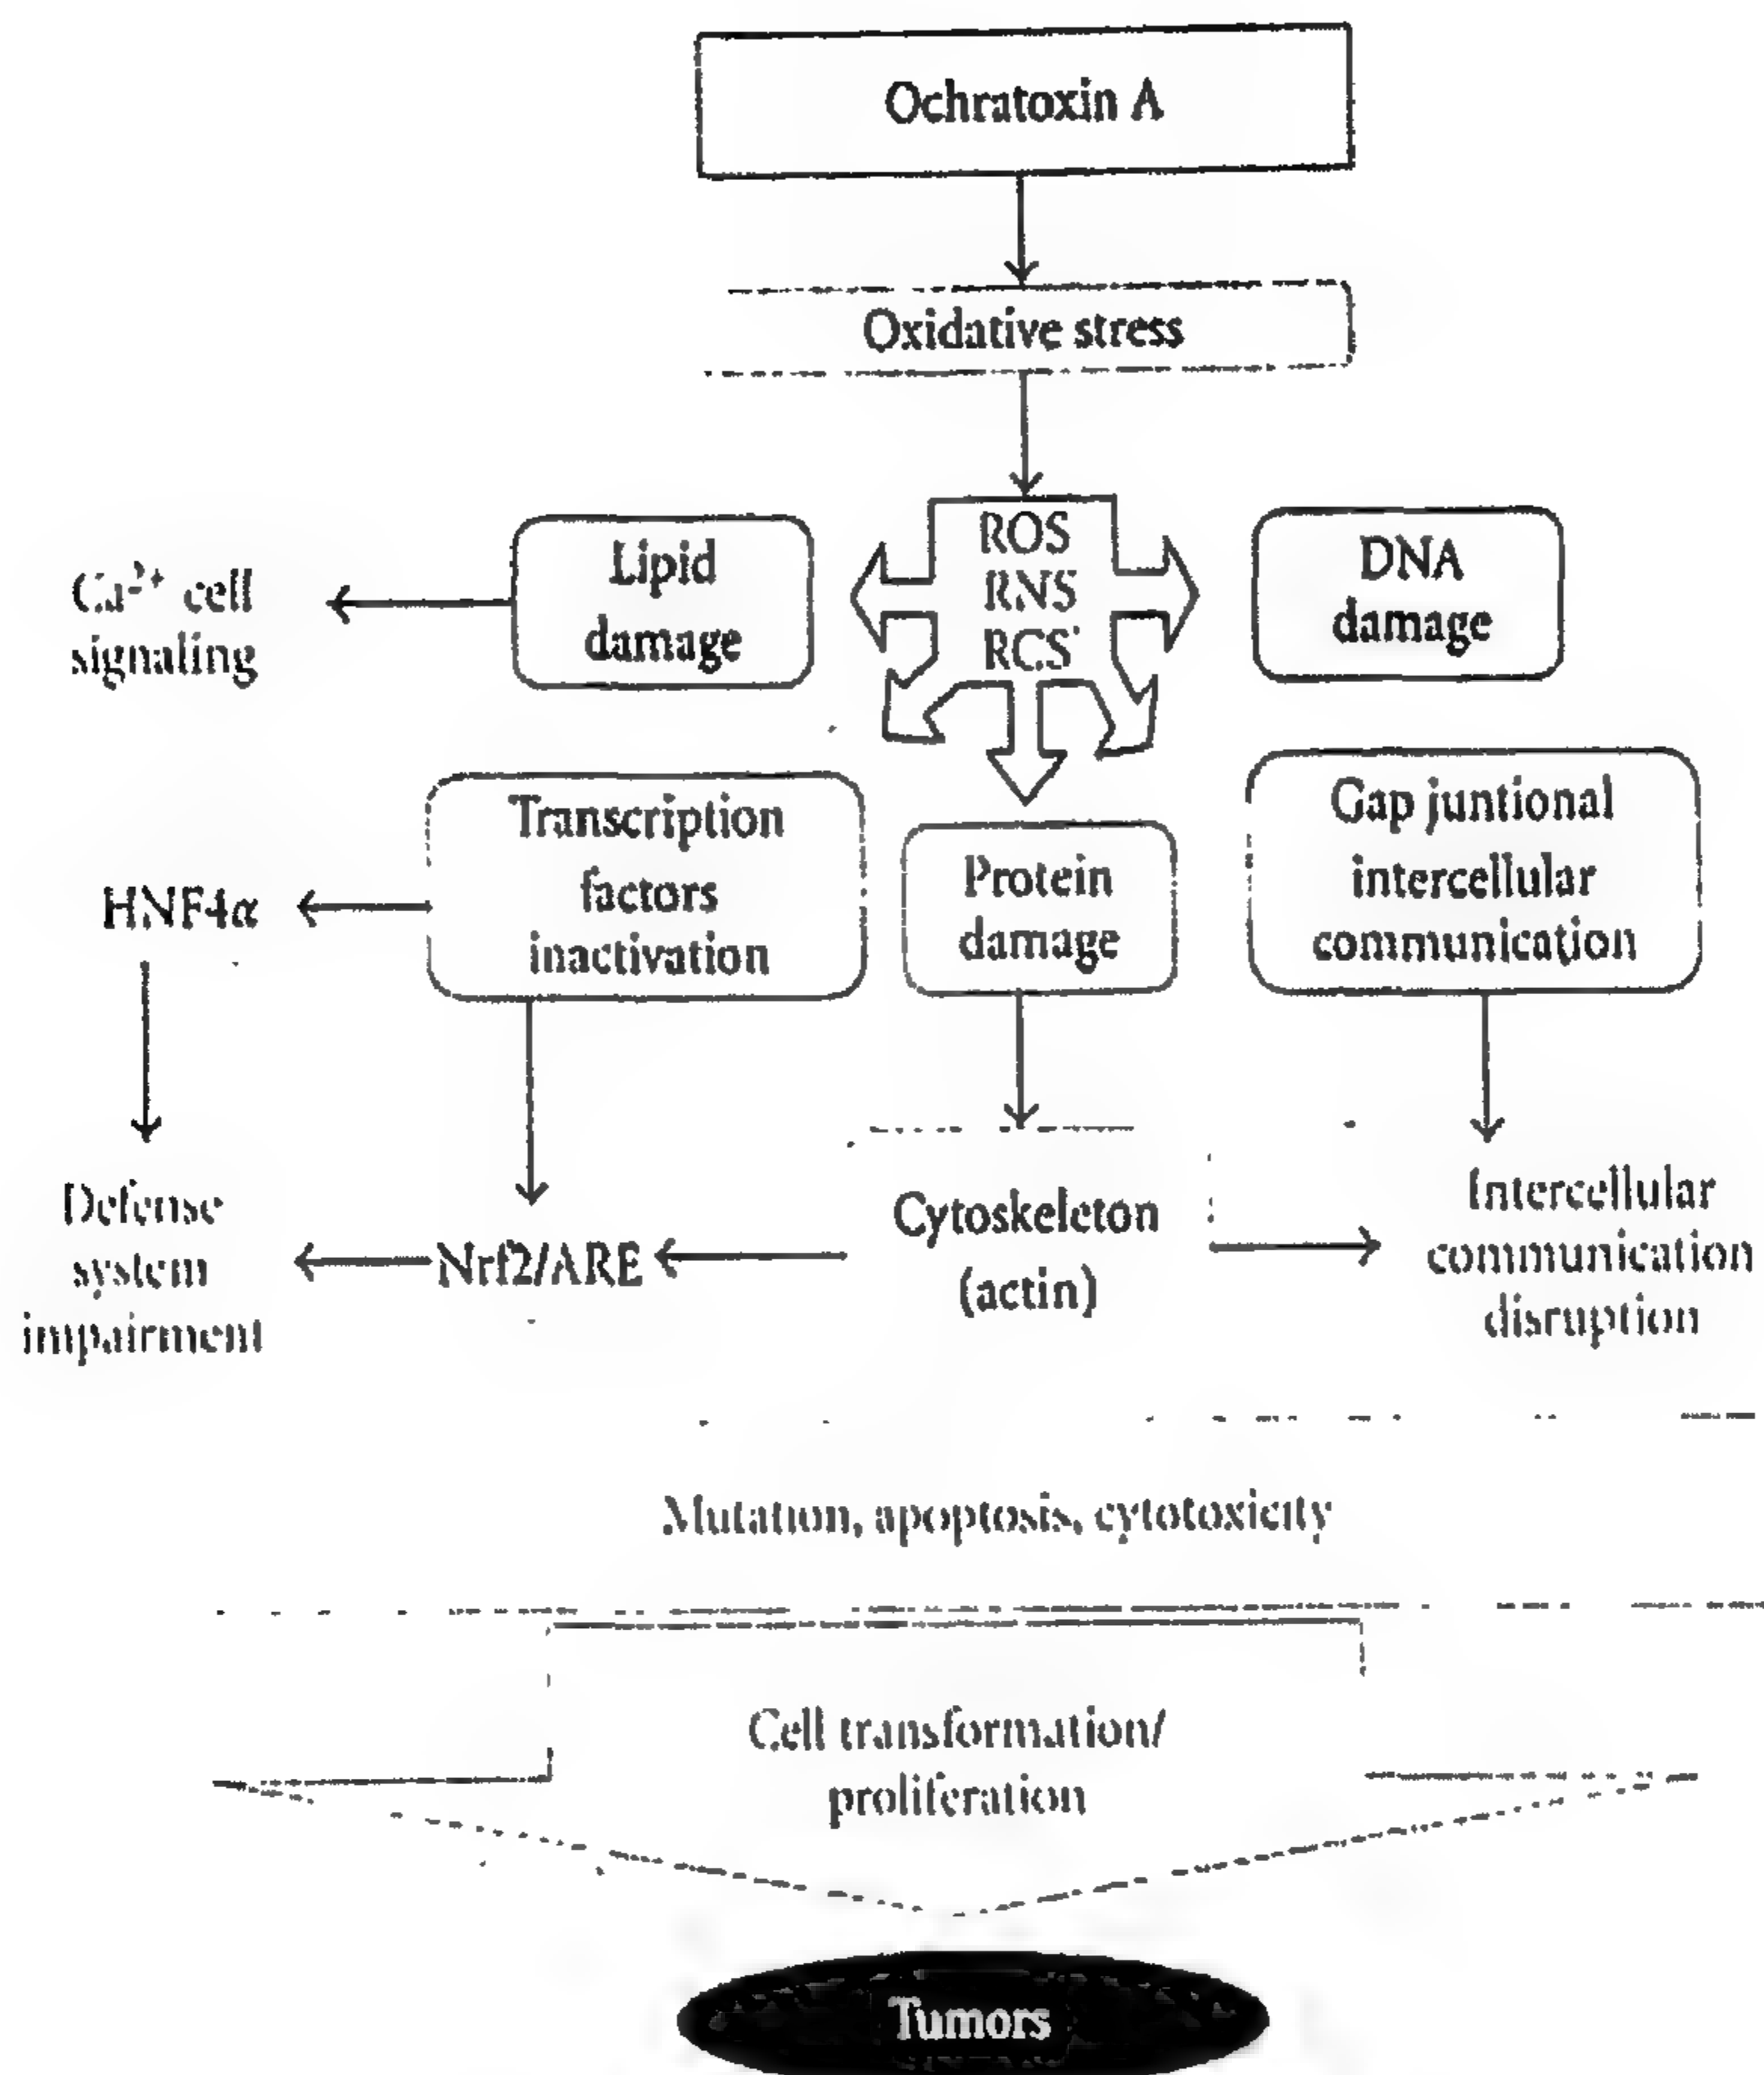 Ochratoxin A
Oxidative stress
ROS
RNS
RCS
Lipid
damage
DNA
damage
Ca²⁺ cell
signaling
Transcription
factors
inactivation
Protein
damage
Gap juntional
intercellular
communication
HNF4α
Defense
system
impairment
Nrf2/ARE
Cytoskeleton
(actin)
Intercellular
communication
disruption
Mutation, apoptosis, cytotoxicity
Cell transformation/
proliferation
Tumors